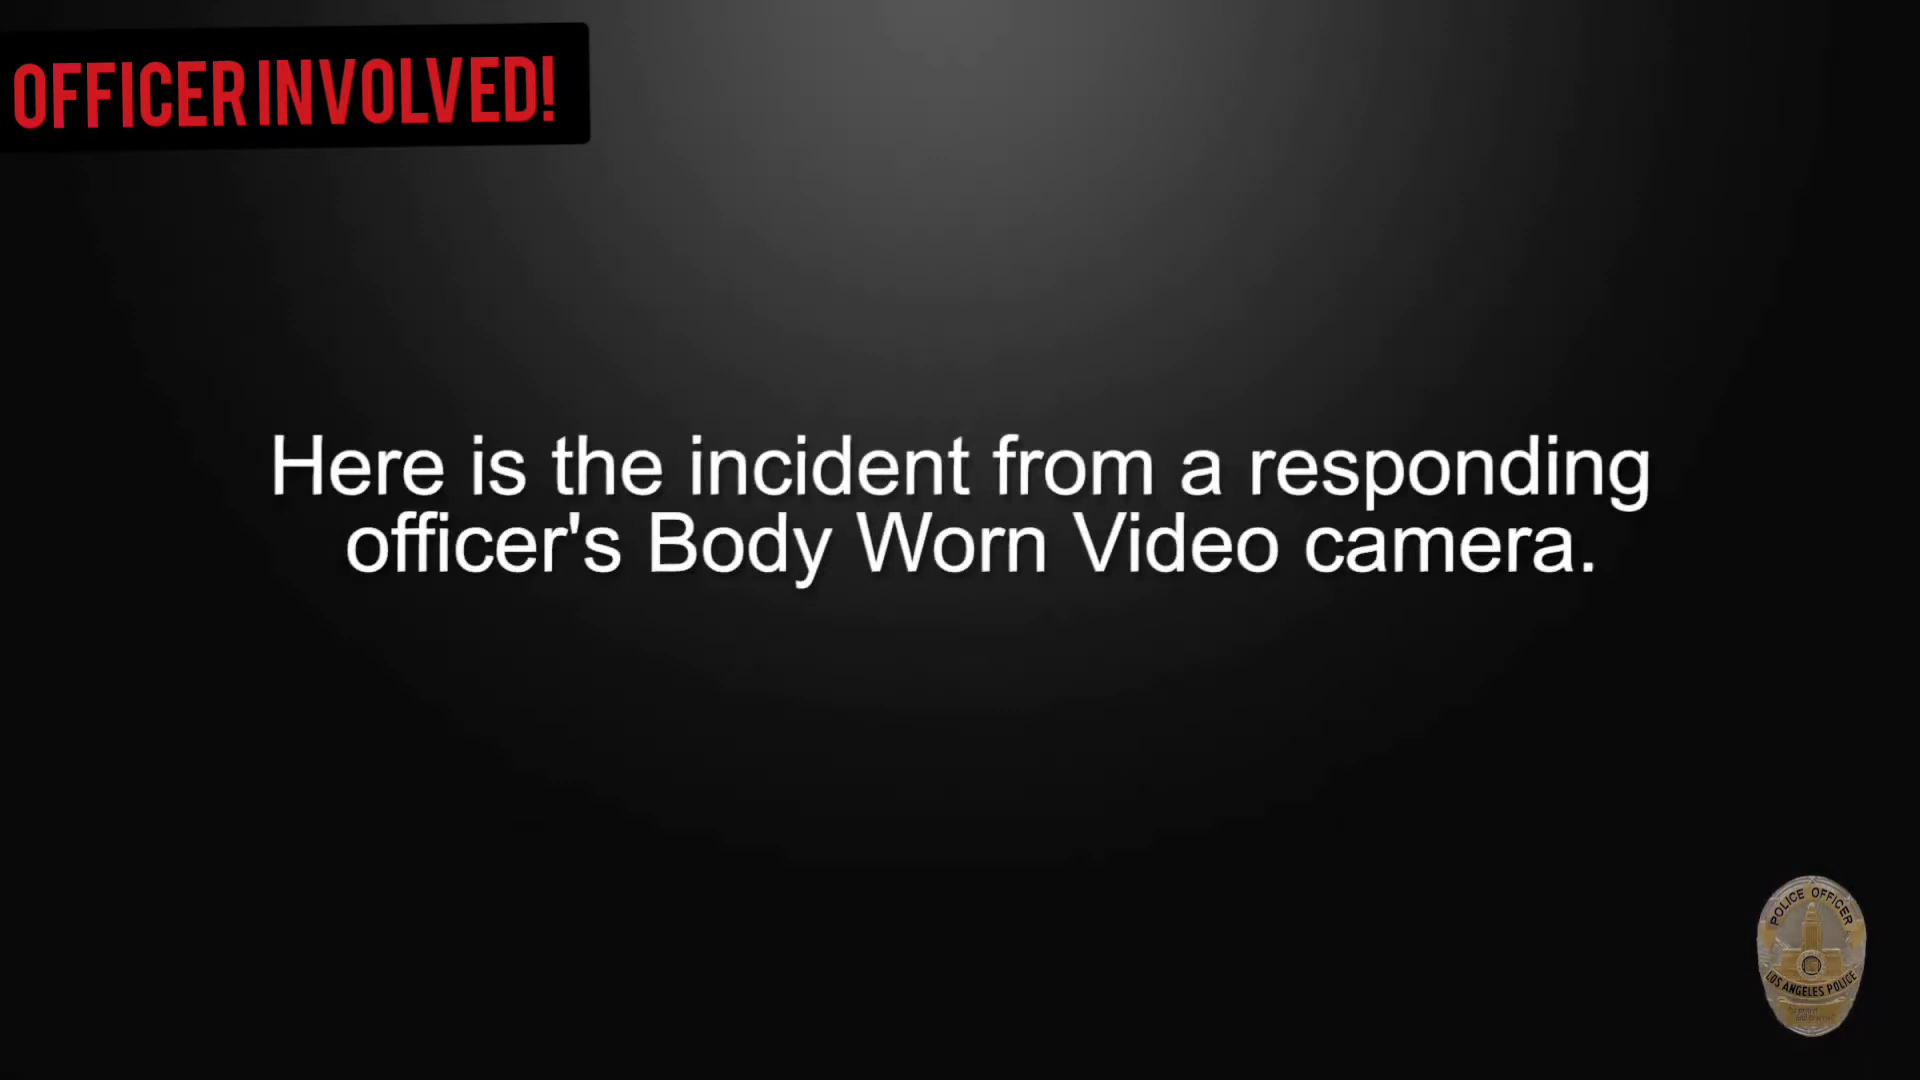 OFFICER INVOLVED!
Here is the incident from a responding
officer's Body Worn Video camera.
POLICE OFFICER
LOS ANGELES POLICE